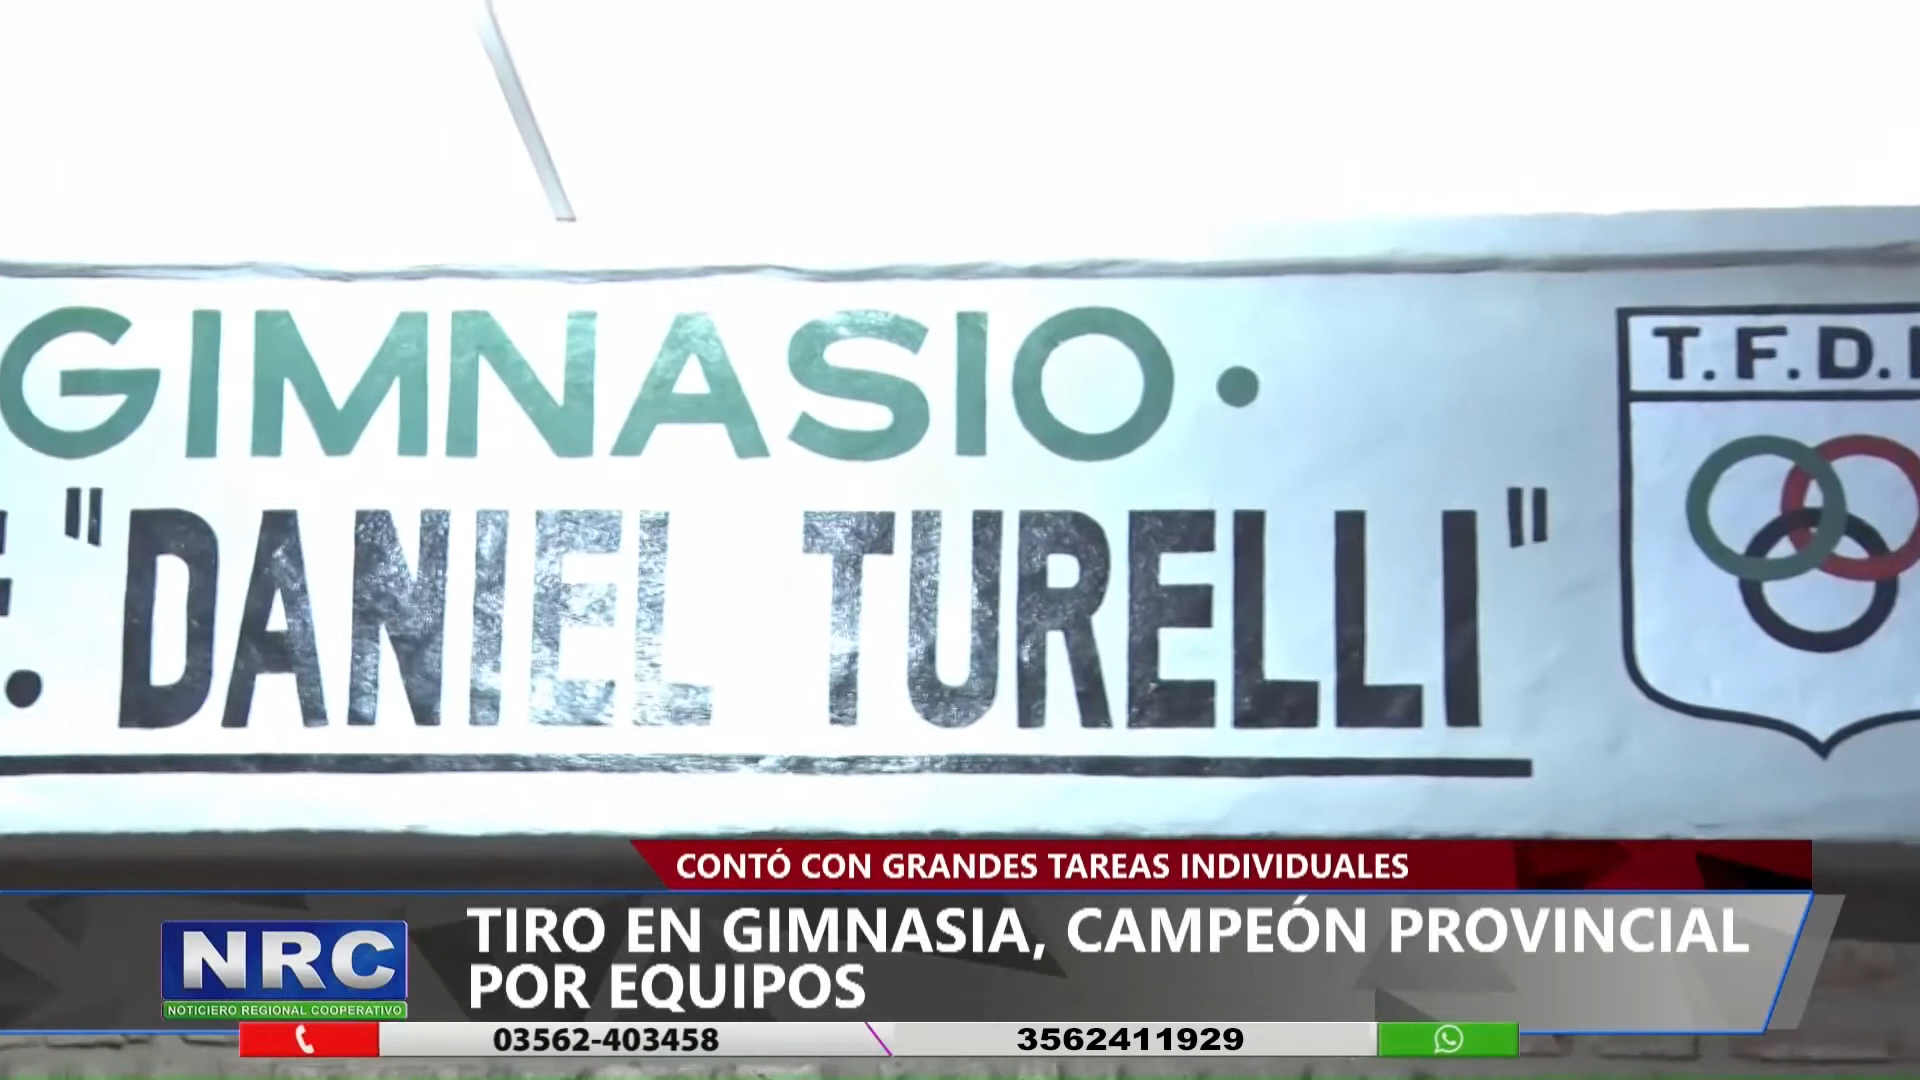 GIMNASIO.
"DANIEL TURELLI"
T.F.D.
CONTÓ CON GRANDES TAREAS INDIVIDUALES
TIRO EN GIMNASIA, CAMPEÓN PROVINCIAL
POR EQUIPOS
NRC
NOTICIERO REGIONAL COOPERATIVO
03562-403458
3562411929